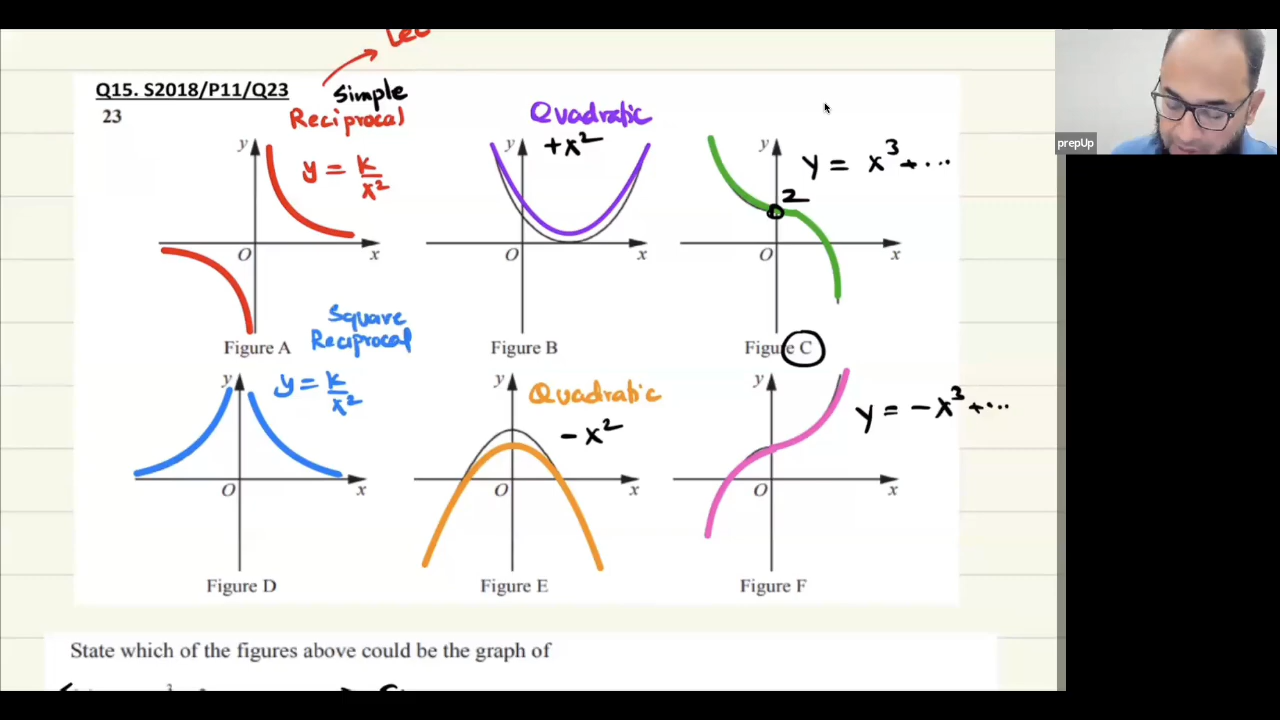 Q15. S2018/P11/Q23
23
Simple
Reciprocal
y = k/x²
Quadratic
+x²
y = x³+...
2
y
x
O
y
x
O
y
x
O
Figure A
Figure B
Figure C
Square
Reciprocal
y = k/x²
Quadratic
-x²
y = -x³+...
y
x
O
y
x
O
y
x
O
Figure D
Figure E
Figure F
State which of the figures above could be the graph of
prepUp